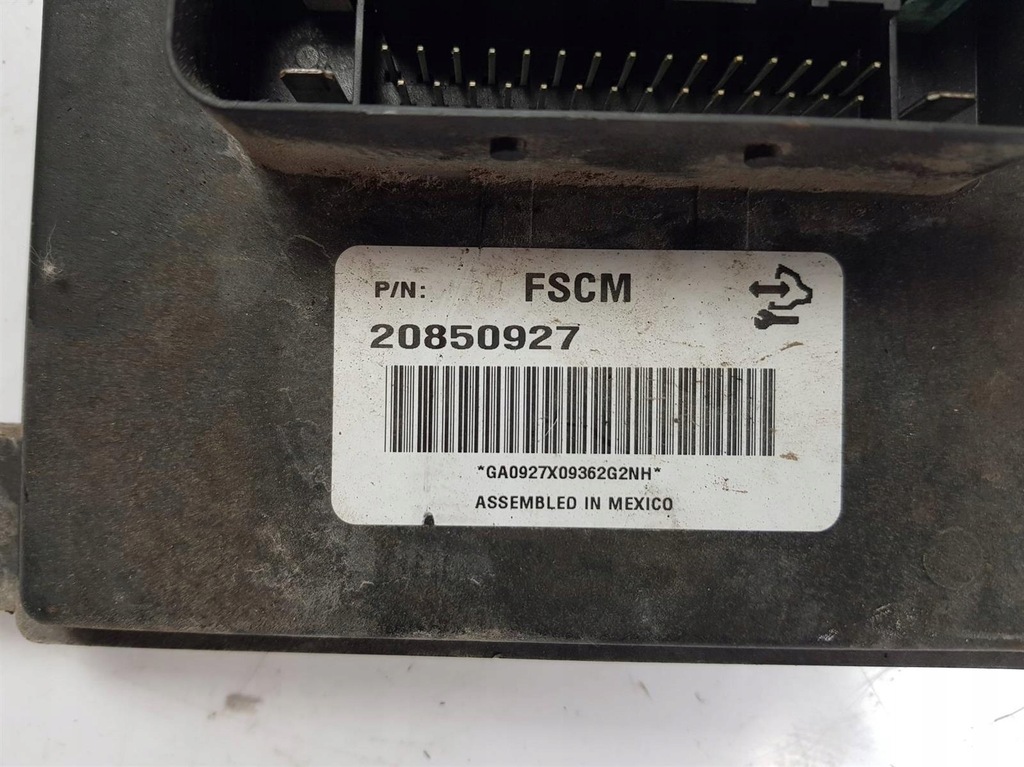 P/N: FSCM
20850927
*GA0927X09362G2NH*
ASSEMBLED IN MEXICO